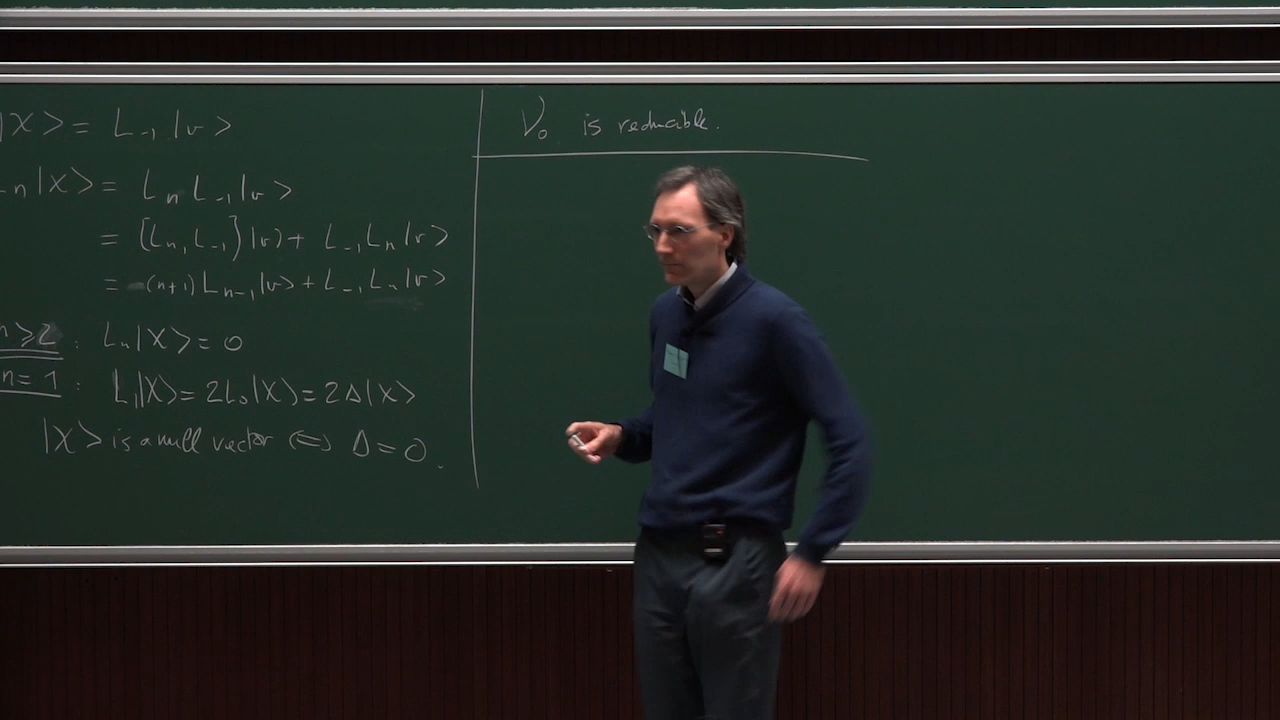 |χ> = L₋₁ |v>
Lₙ|χ> = Lₙ L₋₁ |v>
= [Lₙ, L₋₁] |v> + L₋₁ Lₙ |v>
= (n+1) Lₙ₋₁ |v> + L₋₁ Lₙ |v>
n ≥ 2 : Lₙ |χ> = 0
n = 1 : L₁|χ> = 2L₀|χ> = 2Δ|χ>
|χ> is a null vector ⟺ Δ = 0.
V₀ is reducible.